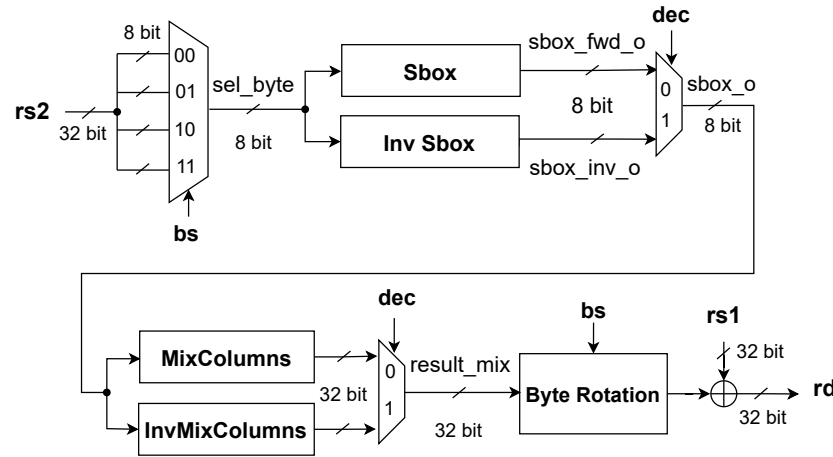 dec
8 bit
00
sbox_fwd_o
sel_byte
Sbox
sbox_o
01
0
rs2
8 bit
32 bit
10
8 bit
Inv Sbox
1
8 bit
11
sbox_inv_o
bs
dec
bs
rs1
MixColumns
32 bit
0
result_mix
32 bit
Byte Rotation
rd
1
InvMixColumns
32 bit
32 bit